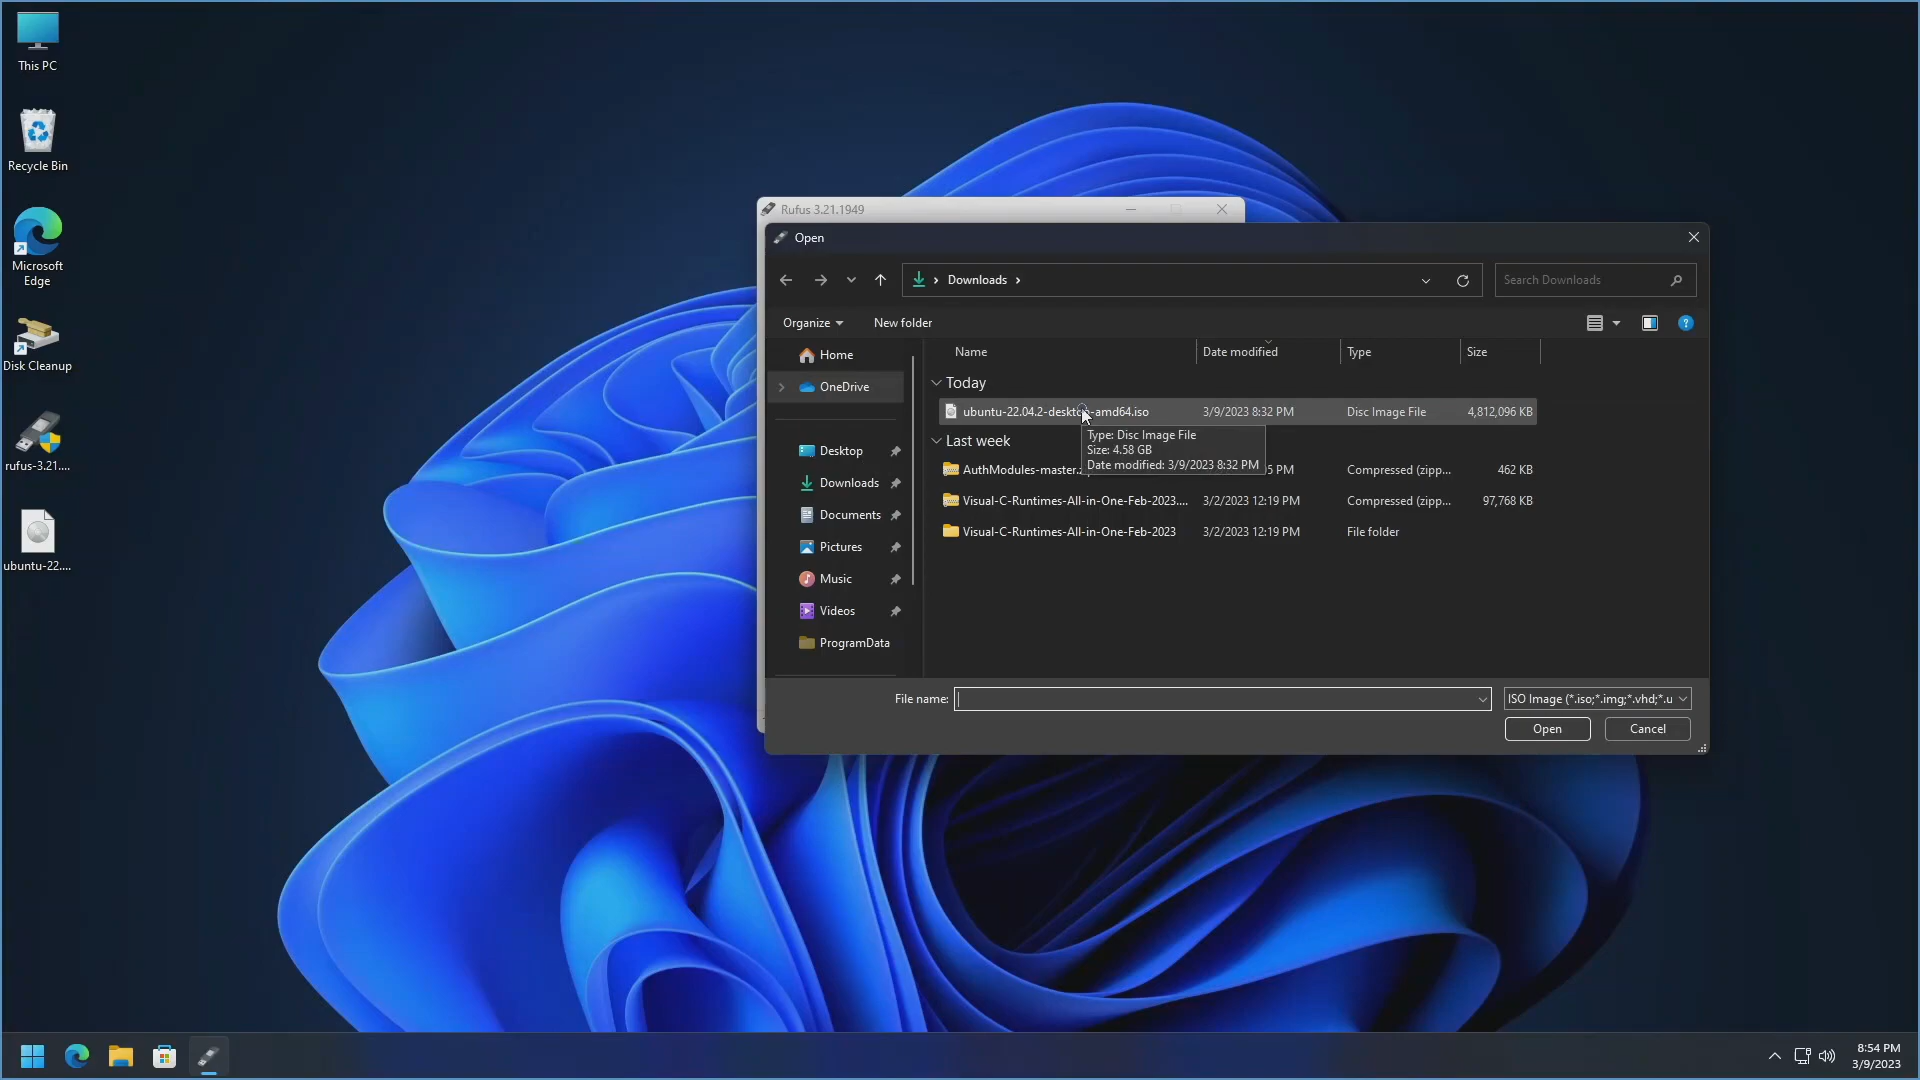 This PC
Recycle Bin
Microsoft
Edge
Disk Cleanup
rufus-3.21....
ubuntu-22....
Rufus 3.21.1949
Open
Downloads
Search Downloads
Organize
New folder
Home
OneDrive
Desktop
Downloads
Documents
Pictures
Music
Videos
ProgramData
Name Date modified Type Size
Today
ubuntu-22.04.2-desktop-amd64.iso 3/9/2023 8:32 PM Disc Image File 4,812,096 KB
Type: Disc Image File
Size: 4.58 GB
Date modified: 3/9/2023 8:32 PM
Last week
AuthModules-master. PM Compressed (zipp... 462 KB
Visual-C-Runtimes-All-in-One-Feb-2023.... 3/2/2023 12:19 PM Compressed (zipp... 97,768 KB
Visual-C-Runtimes-All-in-One-Feb-2023 3/2/2023 12:19 PM File folder
File name:
ISO Image (*.iso;*.img;*.vhd;*.u
Open
Cancel
8:54 PM
3/9/2023